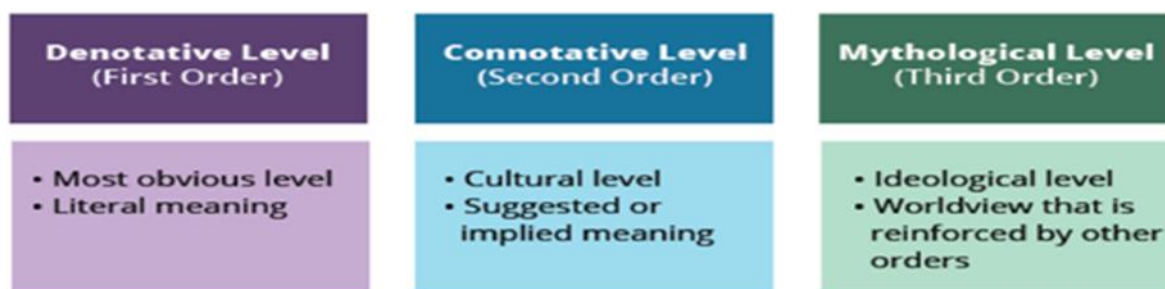 Denotative Level
(First Order)
• Most obvious level
• Literal meaning
Connotative Level
(Second Order)
• Cultural level
• Suggested or
implied meaning
Mythological Level
(Third Order)
• Ideological level
• Worldview that is
reinforced by other
orders